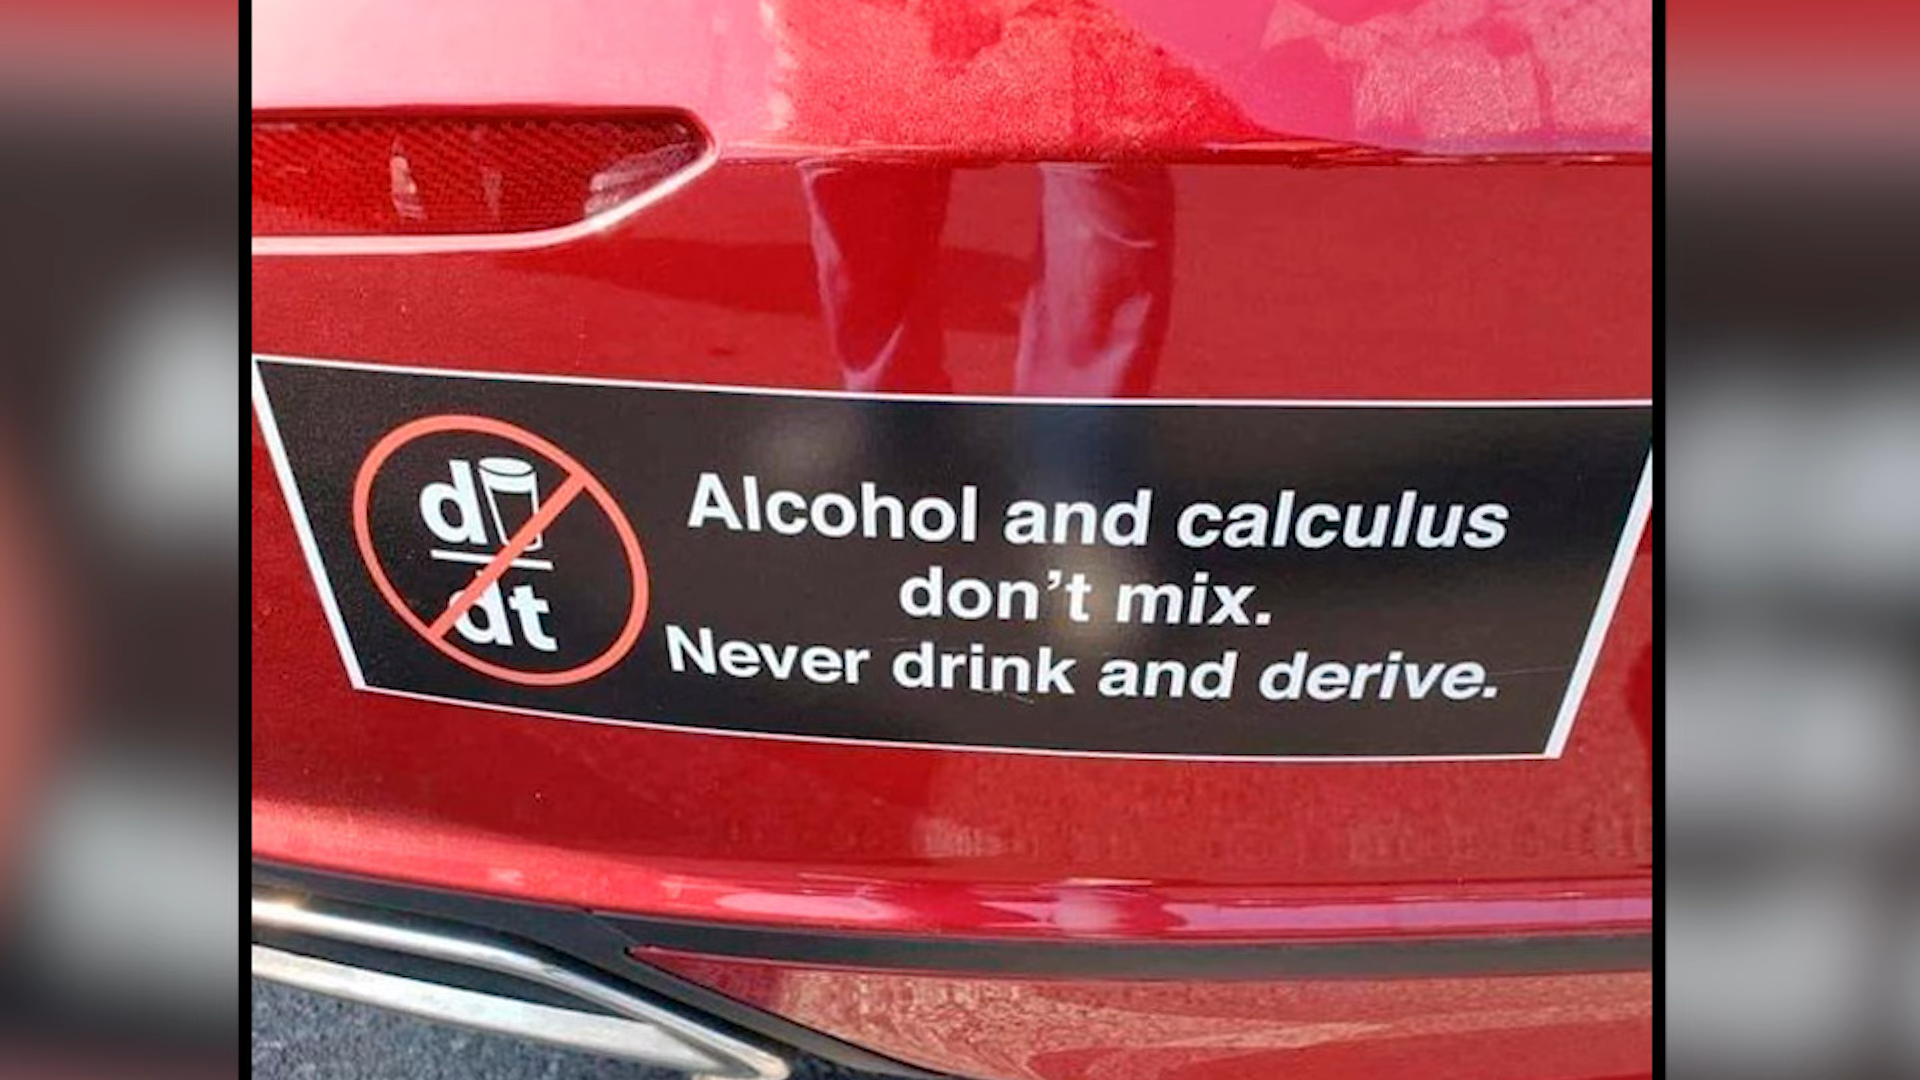 d
dt
Alcohol and calculus
don't mix.
Never drink and derive.